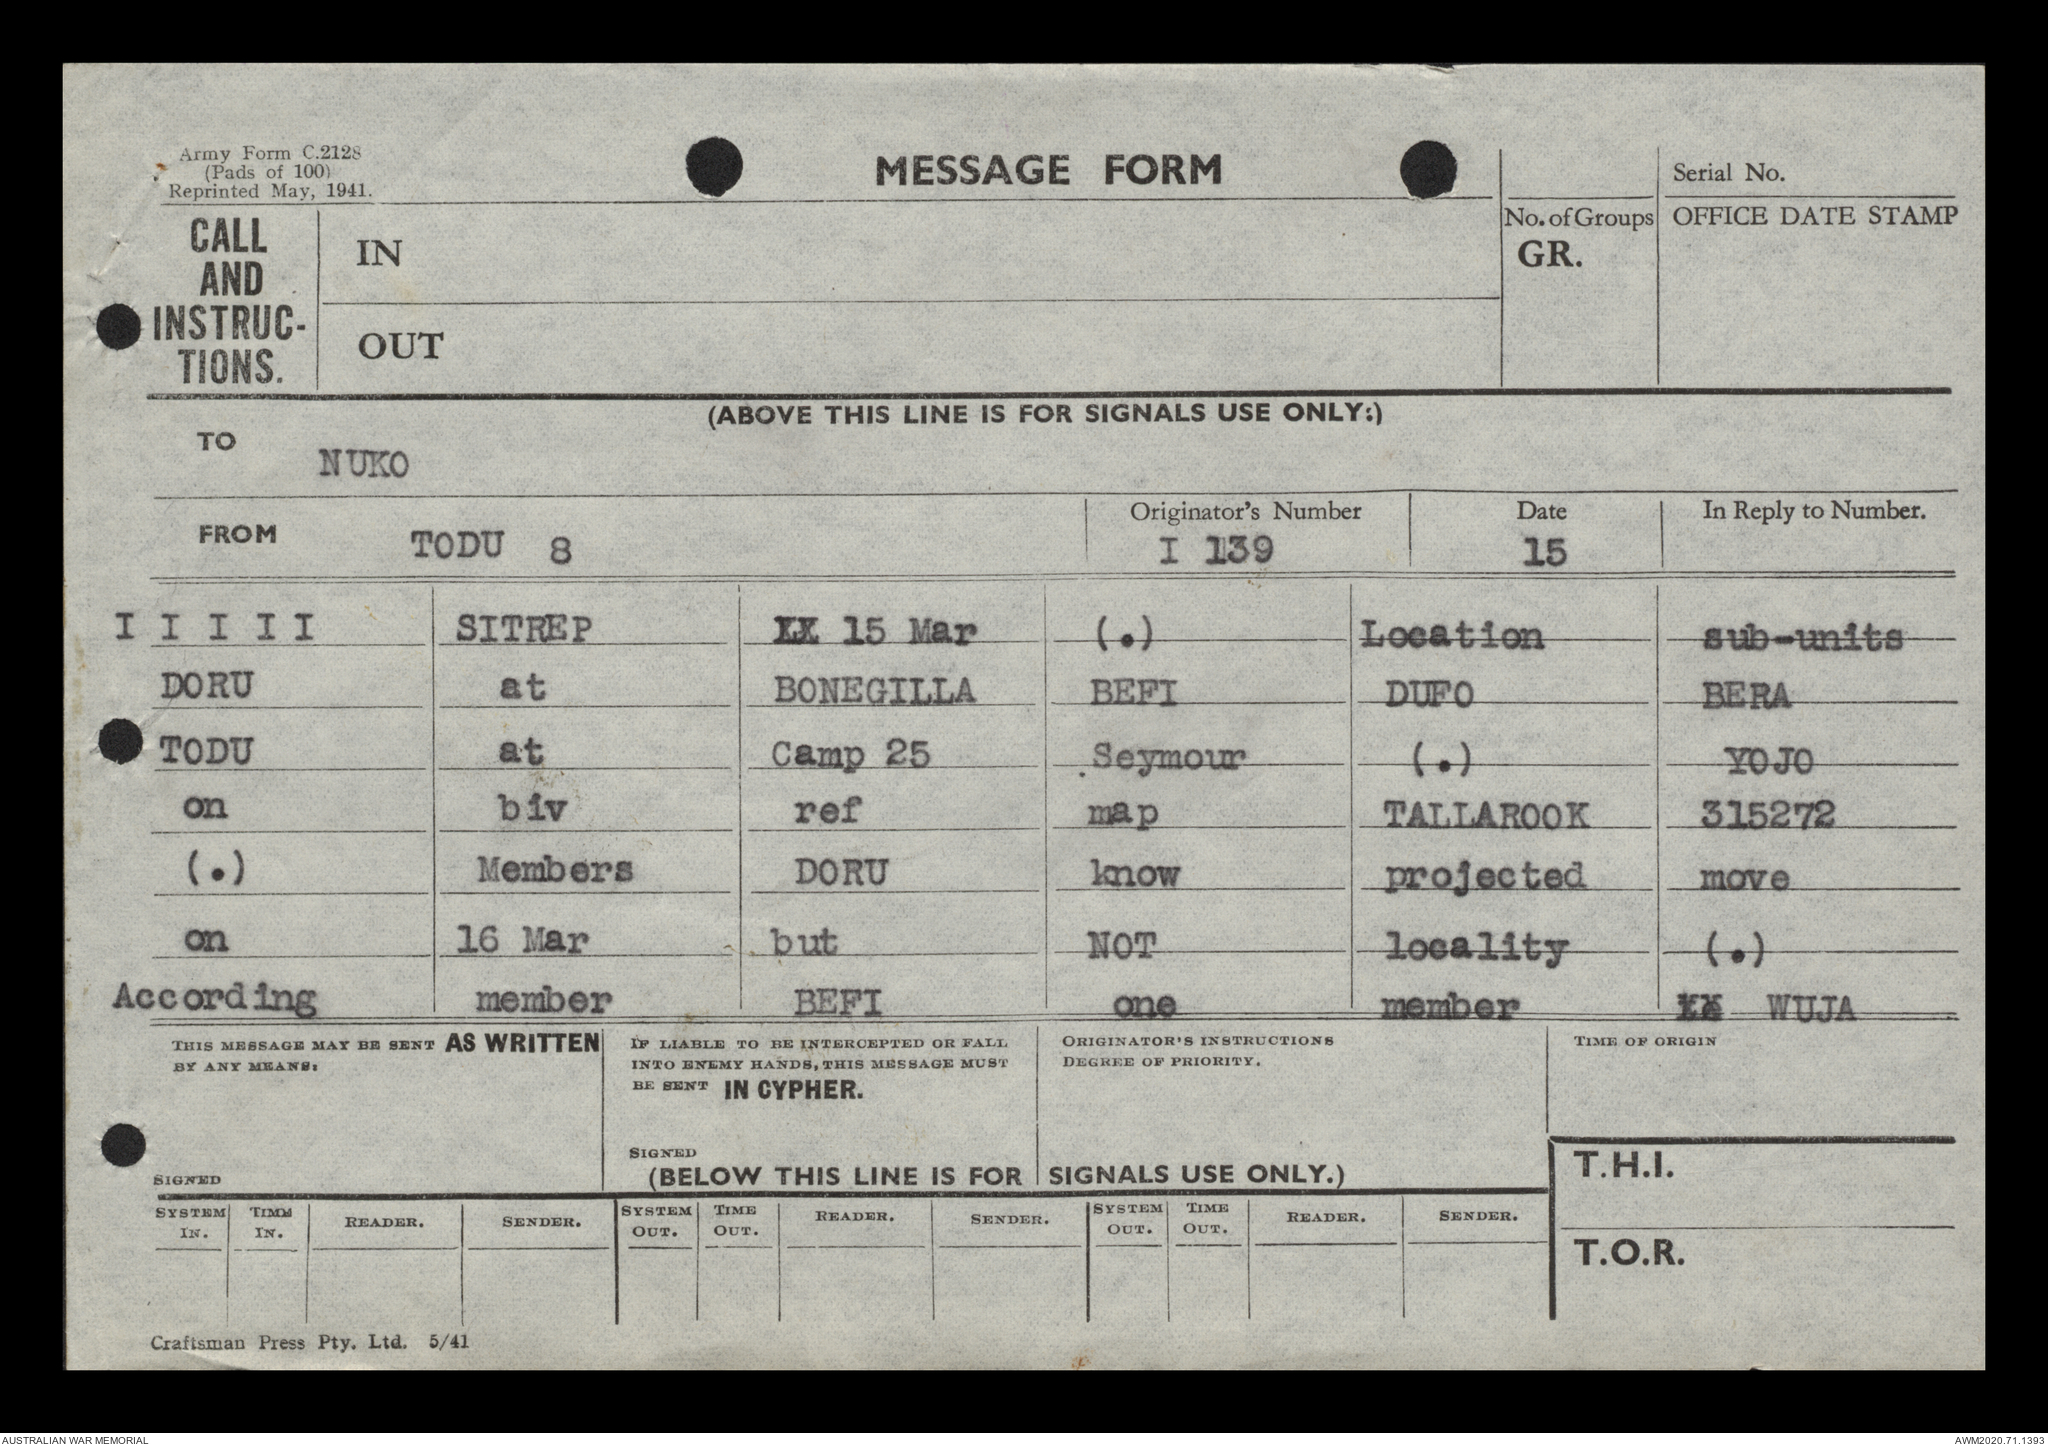 Army Form C.2128
(Pads of 100)
Reprinted May, 1941.
MESSAGE FORM
Serial No.
CALL
AND
INSTRUC-
TIONS.
IN
OUT
No. of Groups
GR.
OFFICE DATE STAMP
(ABOVE THIS LINE IS FOR SIGNALS USE ONLY:)
TO NUKO
FROM TODU 8
Originator's Number
I 139
Date
15
In Reply to Number.
I I I I I SITREP XX 15 Mar (.) Location sub-units
DORU at BONEGILLA BEFI DUFO BERA
TODU at Camp 25 Seymour (.) YOJO
on biv ref map TALLAROOK 315272
(.) Members DORU know projected move
on 16 Mar but NOT locality (.)
According member BEFI one member XX WUJA
THIS MESSAGE MAY BE SENT AS WRITTEN
BY ANY MEANS:
SIGNED
IF LIABLE TO BE INTERCEPTED OR FALL
INTO ENEMY HANDS, THIS MESSAGE MUST
BE SENT IN CYPHER.
SIGNED
ORIGINATOR'S INSTRUCTIONS
DEGREE OF PRIORITY.
TIME OF ORIGIN
(BELOW THIS LINE IS FOR SIGNALS USE ONLY.)
T.H.I.
T.O.R.
SYSTEM
IN.
TIME
IN.
READER.
SENDER.
SYSTEM
OUT.
TIME
OUT.
READER.
SENDER.
SYSTEM
OUT.
TIME
OUT.
READER.
SENDER.
Craftsman Press Pty. Ltd. 5/41
AUSTRALIAN WAR MEMORIAL
AWM2020.71.1393